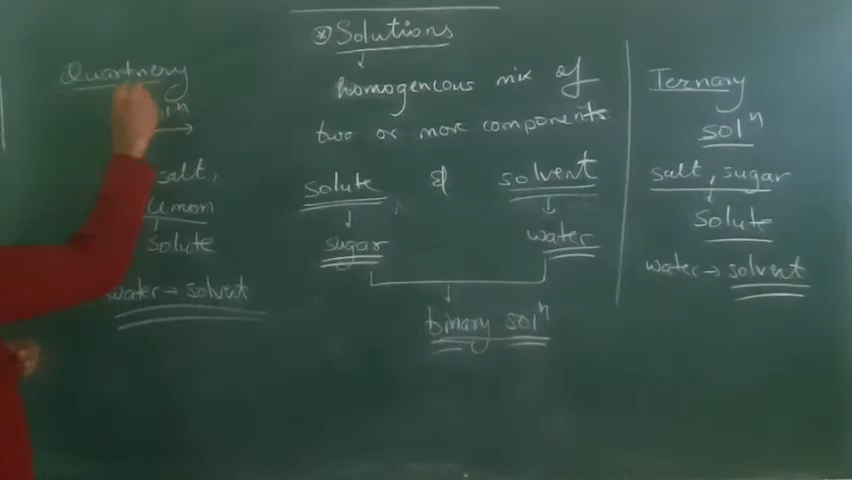 Solutions
homogeneous mix of
two or more components
solute & solvent
sugar water
binary solⁿ
Quartnery
salt,
lemon
solute
water → solvent
Ternary
solⁿ
salt, sugar
solute
water → solvent